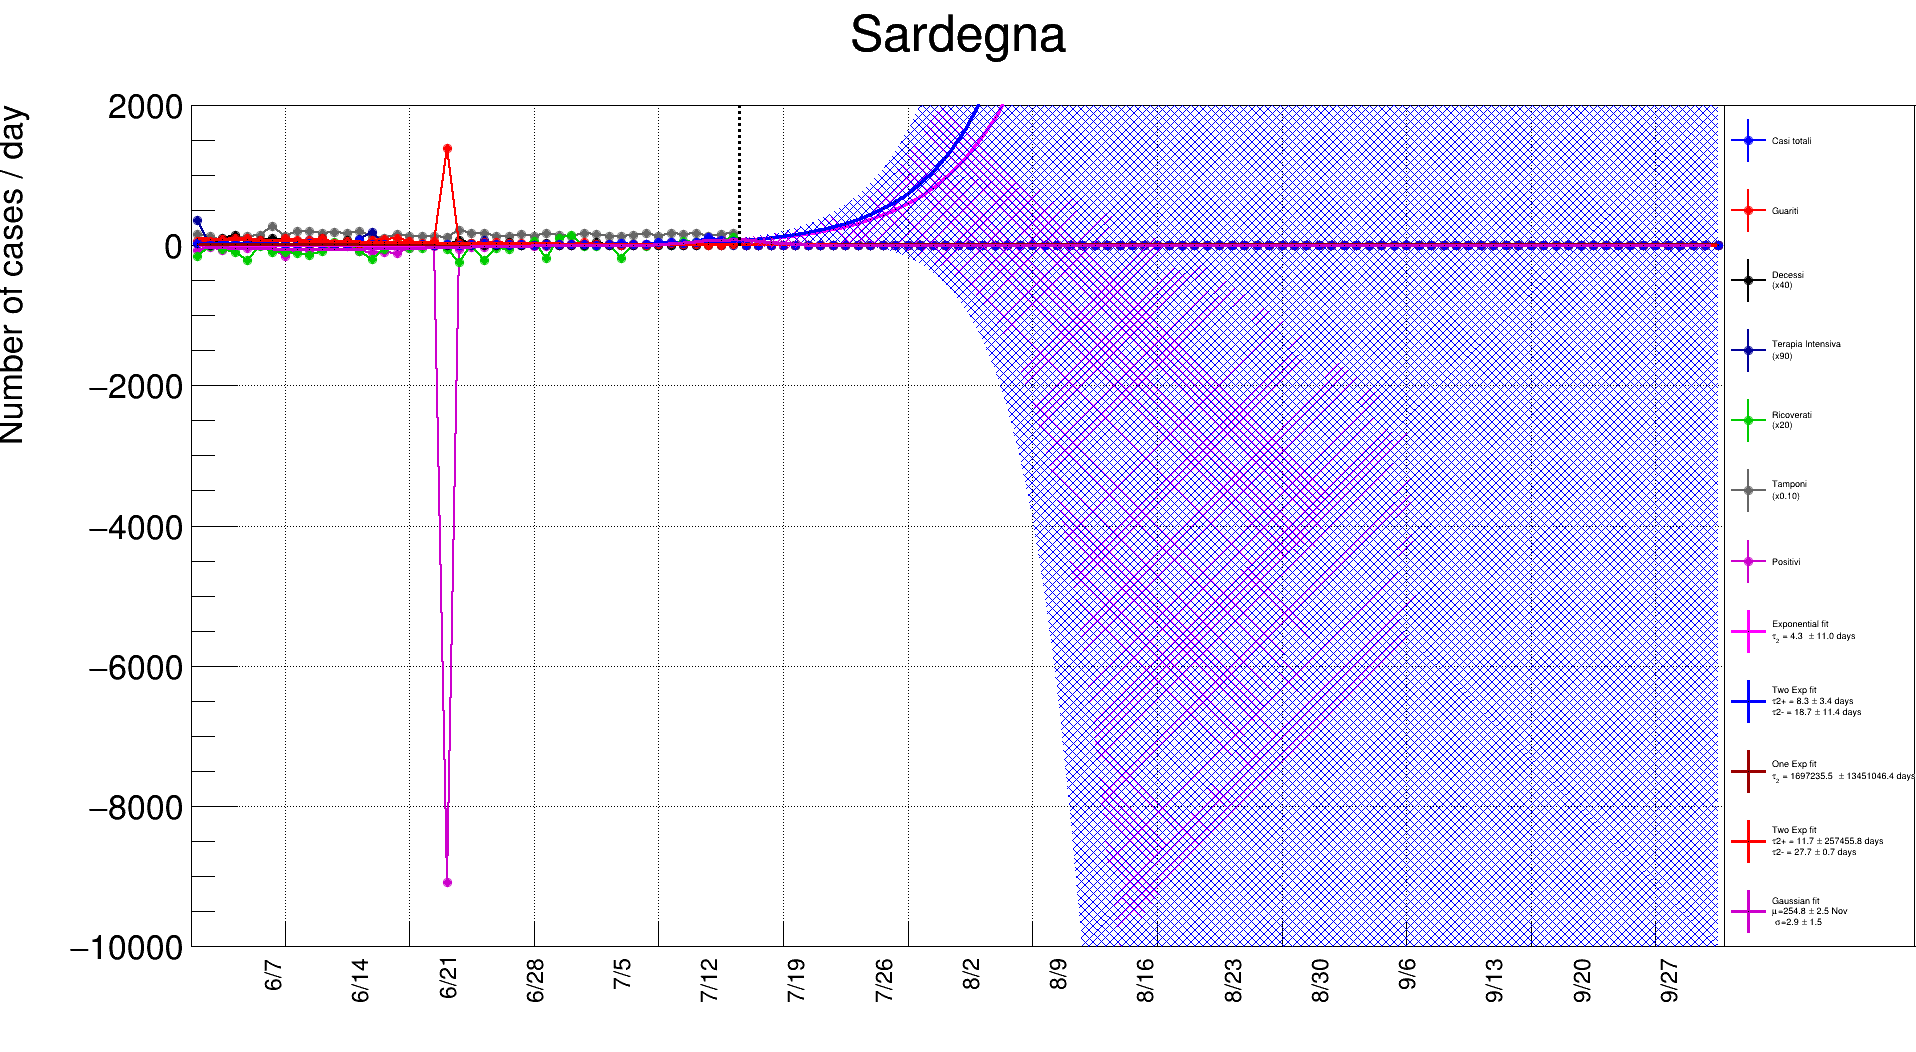 Sardegna
Number of cases / day
2000
0
−2000
−4000
−6000
−8000
−10000
6/7
6/14
6/21
6/28
7/5
7/12
7/19
7/26
8/2
8/9
8/16
8/23
8/30
9/6
9/13
9/20
9/27
Casi totali
Guariti
Decessi
(x40)
Terapia Intensiva
(x90)
Ricoverati
(x20)
Tamponi
(x0.10)
Positivi
Exponential fit
τ2 = 4.3 ± 11.0 days
Two Exp fit
τ2+ = 8.3 ± 3.4 days
τ2- = 18.7 ± 11.4 days
One Exp fit
τ2 = 1697235.5 ± 13451046.4 days
Two Exp fit
τ2+ = 11.7 ± 257455.8 days
τ2- = 27.7 ± 0.7 days
Gaussian fit
μ=254.8 ± 2.5 Nov
σ=2.9 ± 1.5